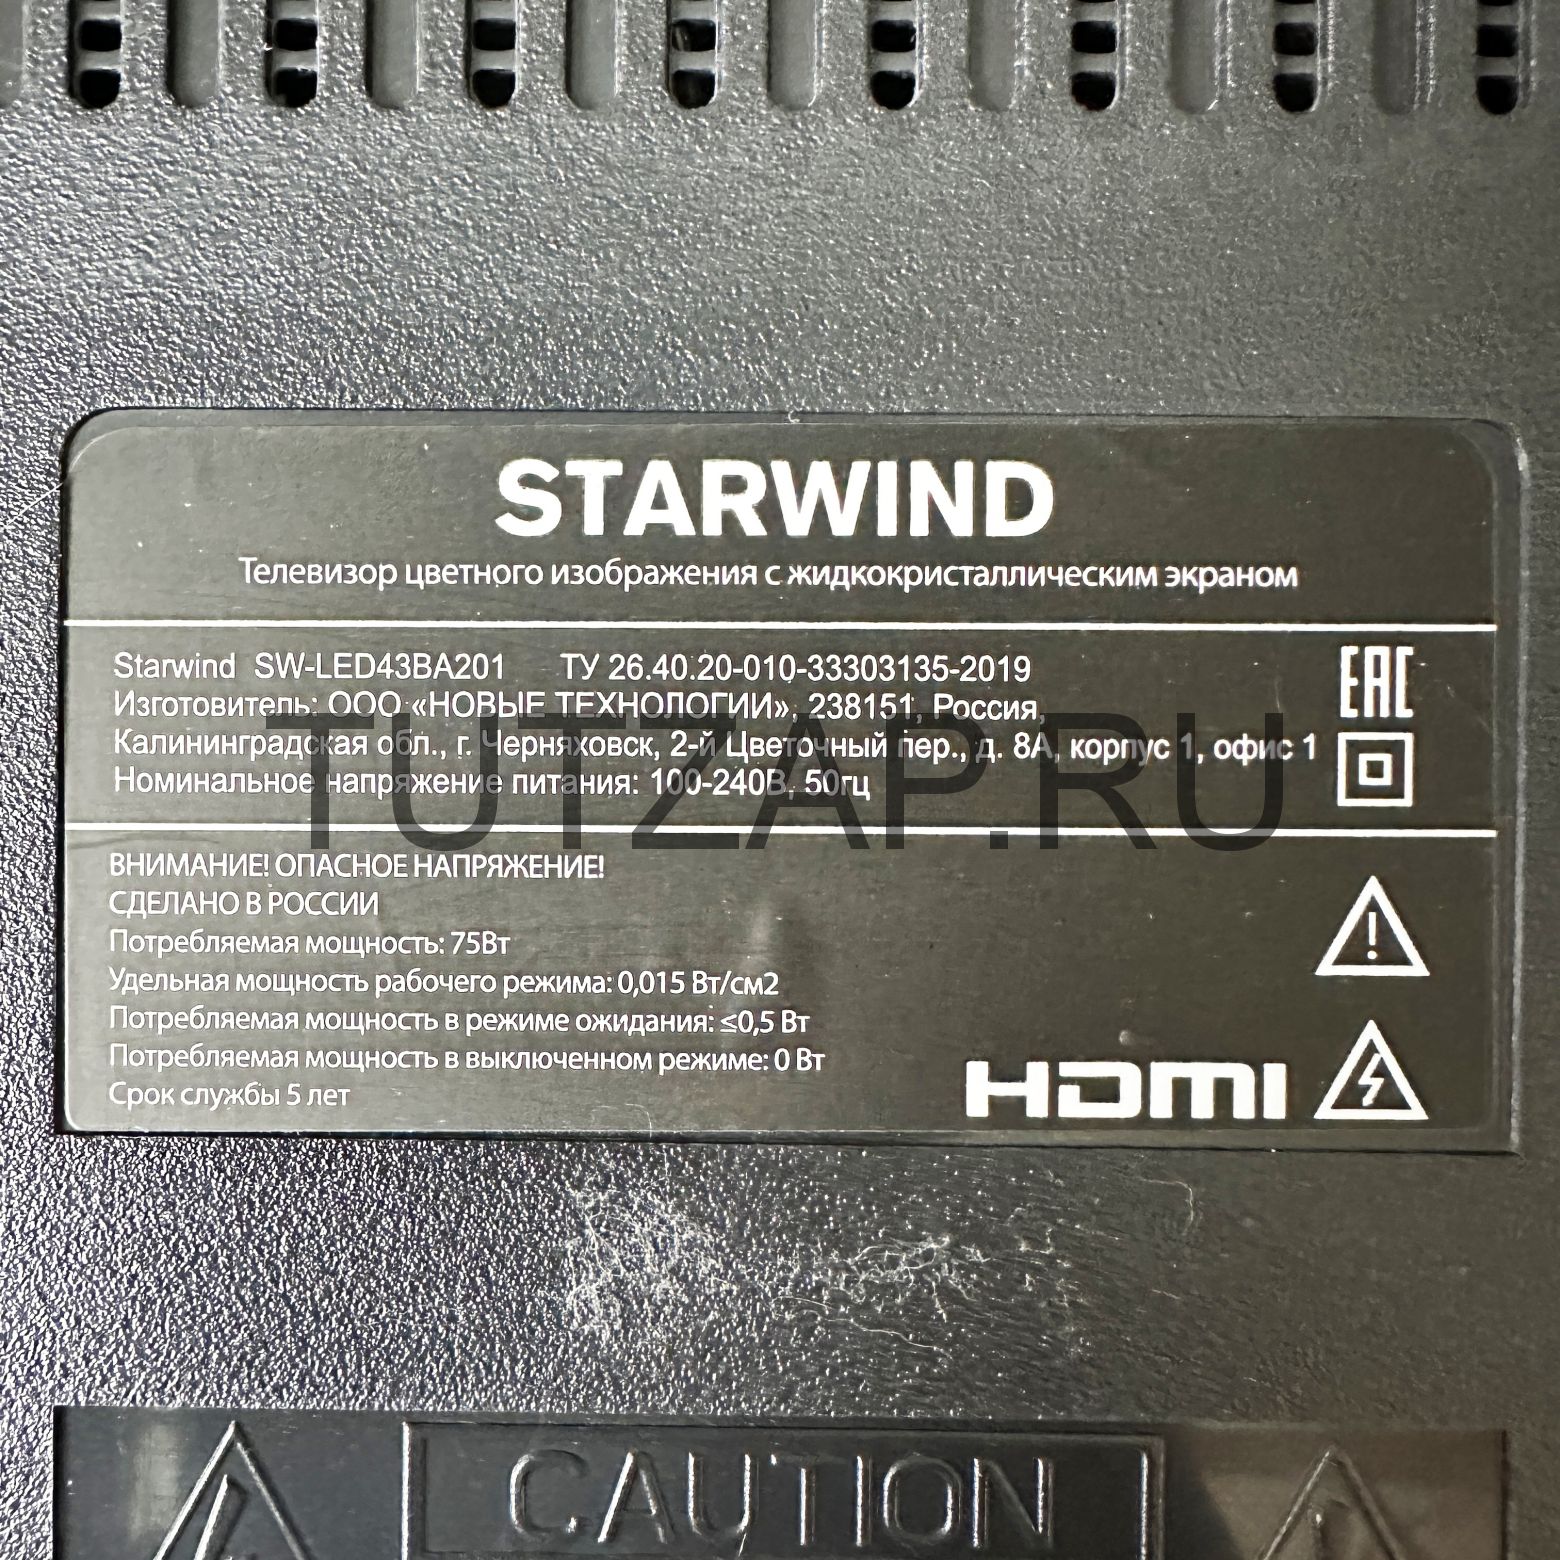 STARWIND
Телевизор цветного изображения с жидкокристаллическим экраном
Starwind SW-LED43BA201 ТУ 26.40.20-010-33303135-2019
EAC
Изготовитель: ООО «НОВЫЕ ТЕХНОЛОГИИ», 238151, Россия,
Калининградская обл., г. Черняховск, 2-й Цветочный пер., д. 8А, корпус 1, офис 1
Номинальное напряжение питания: 100-240В, 50гц
TUTZAP.RU
ВНИМАНИЕ! ОПАСНОЕ НАПРЯЖЕНИЕ!
СДЕЛАНО В РОССИИ
Потребляемая мощность: 75Вт
Удельная мощность рабочего режима: 0,015 Вт/см2
Потребляемая мощность в режиме ожидания: ≤0,5 Вт
Потребляемая мощность в выключенном режиме: 0 Вт
Срок службы 5 лет
HDMI
CAUTION